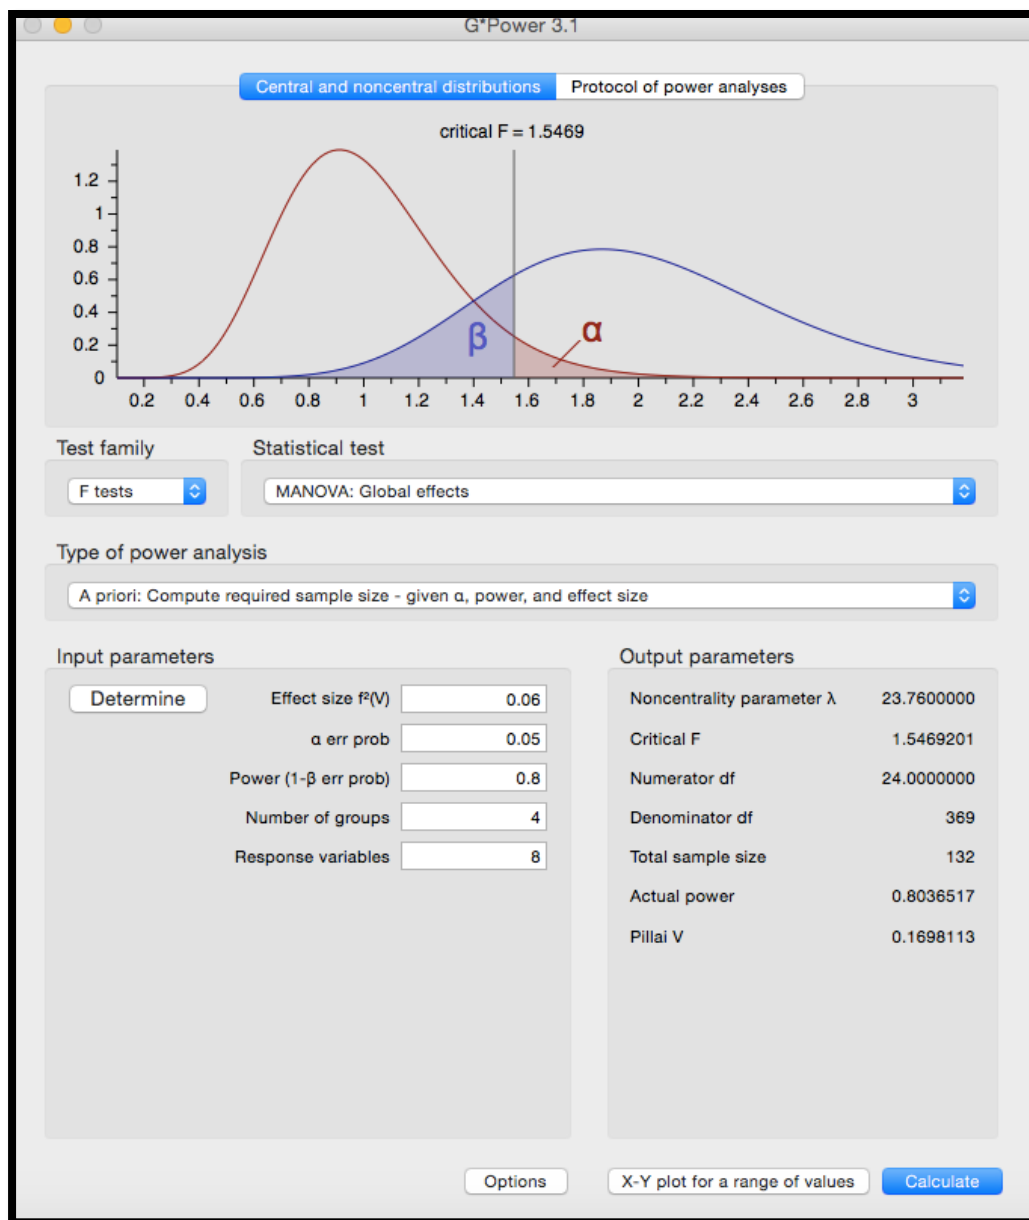 G*Power 3.1
Central and noncentral distributions Protocol of power analyses
critical F = 1.5469
1.2
1
0.8
0.6
0.4
0.2
0
β
α
0.2 0.4 0.6 0.8 1 1.2 1.4 1.6 1.8 2 2.2 2.4 2.6 2.8 3
Test family Statistical test
F tests MANOVA: Global effects
Type of power analysis
A priori: Compute required sample size - given α, power, and effect size
Input parameters
Determine Effect size f²(V) 0.06
α err prob 0.05
Power (1-β err prob) 0.8
Number of groups 4
Response variables 8
Output parameters
Noncentrality parameter λ 23.7600000
Critical F 1.5469201
Numerator df 24.0000000
Denominator df 369
Total sample size 132
Actual power 0.8036517
Pillai V 0.1698113
Options X-Y plot for a range of values Calculate